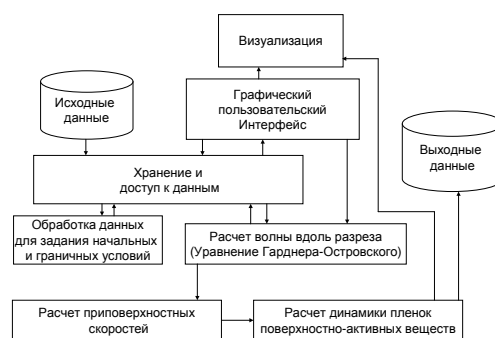 Визуализация
Исходные
данные
Графический
пользовательский
Интерфейс
Выходные
данные
Хранение и
доступ к данным
Обработка данных
для задания начальных
и граничных условий
Расчет волны вдоль разреза
(Уравнение Гарднера-Островского)
Расчет приповерхностных
скоростей
Расчет динамики пленок
поверхностно-активных веществ